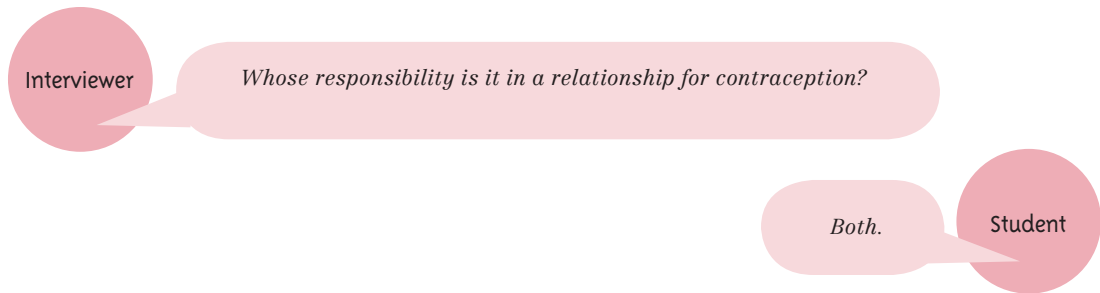 Interviewer
Whose responsibility is it in a relationship for contraception?
Both.
Student